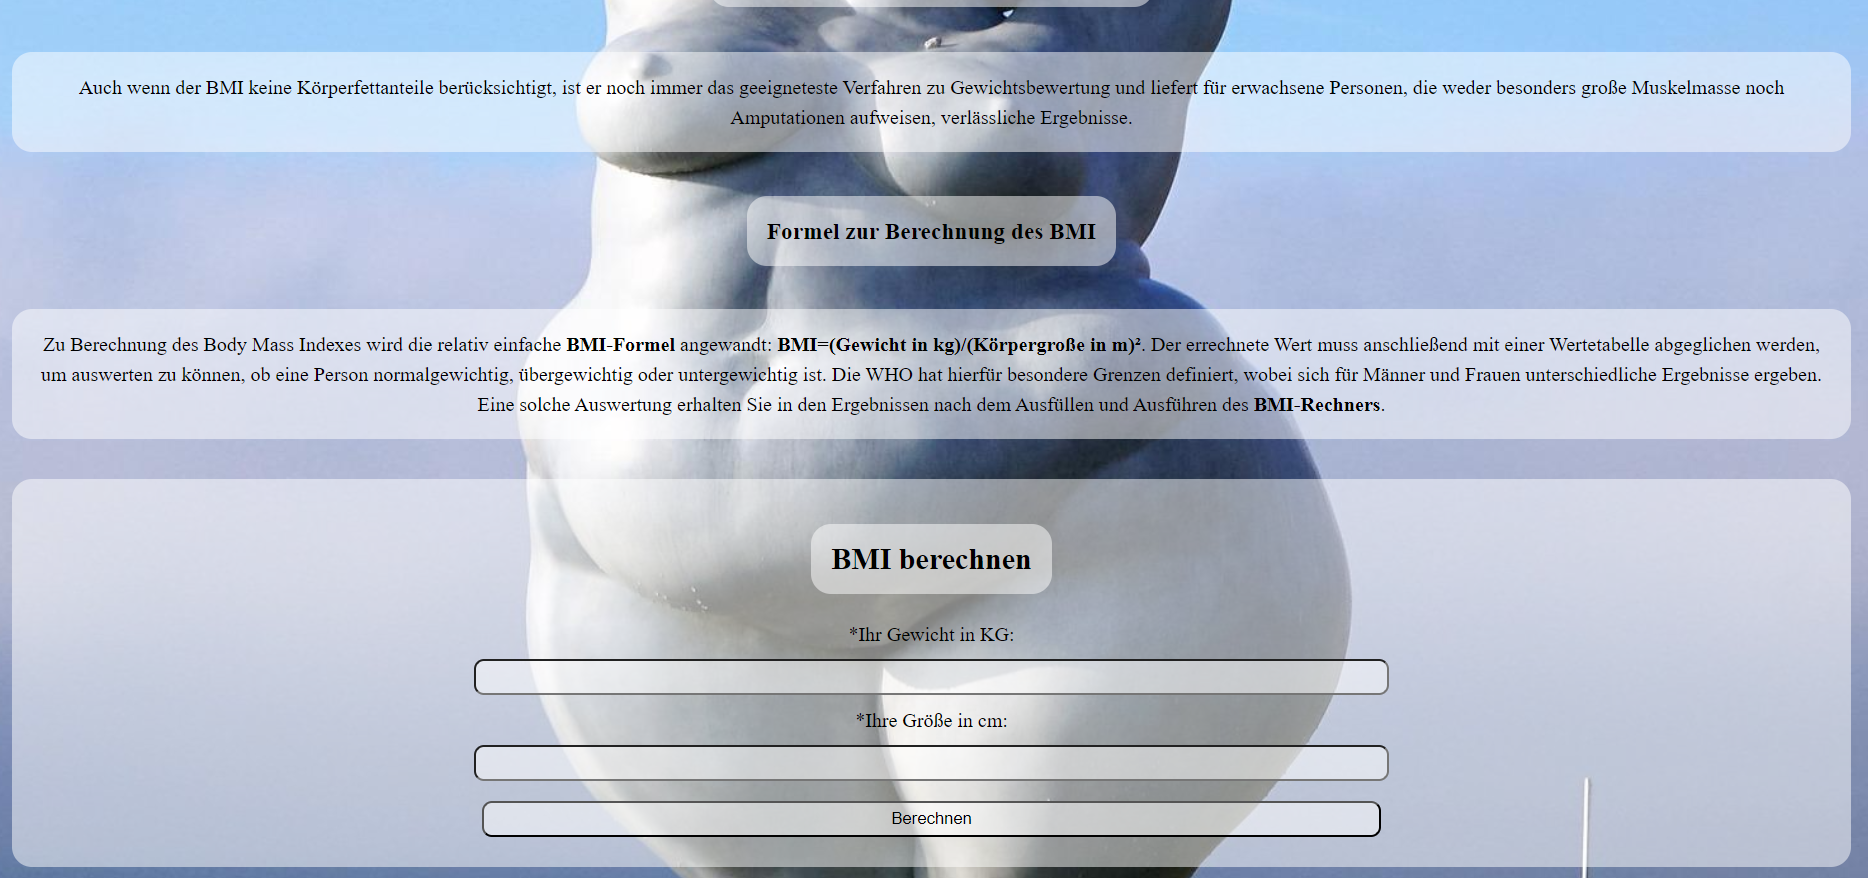 Auch wenn der BMI keine Körperfettanteile berücksichtigt, ist er noch immer das geeigneteste Verfahren zu Gewichtsbewertung und liefert für erwachsene Personen, die weder besonders große Muskelmasse noch
Amputationen aufweisen, verlässliche Ergebnisse.
Formel zur Berechnung des BMI
Zu Berechnung des Body Mass Indexes wird die relativ einfache BMI-Formel angewandt: BMI=(Gewicht in kg)/(Körpergroße in m)². Der errechnete Wert muss anschließend mit einer Wertetabelle abgeglichen werden,
um auswerten zu können, ob eine Person normalgewichtig, übergewichtig oder untergewichtig ist. Die WHO hat hierfür besondere Grenzen definiert, wobei sich für Männer und Frauen unterschiedliche Ergebnisse ergeben.
Eine solche Auswertung erhalten Sie in den Ergebnissen nach dem Ausfüllen und Ausführen des BMI-Rechners.
BMI berechnen
*Ihr Gewicht in KG:
*Ihre Größe in cm:
Berechnen